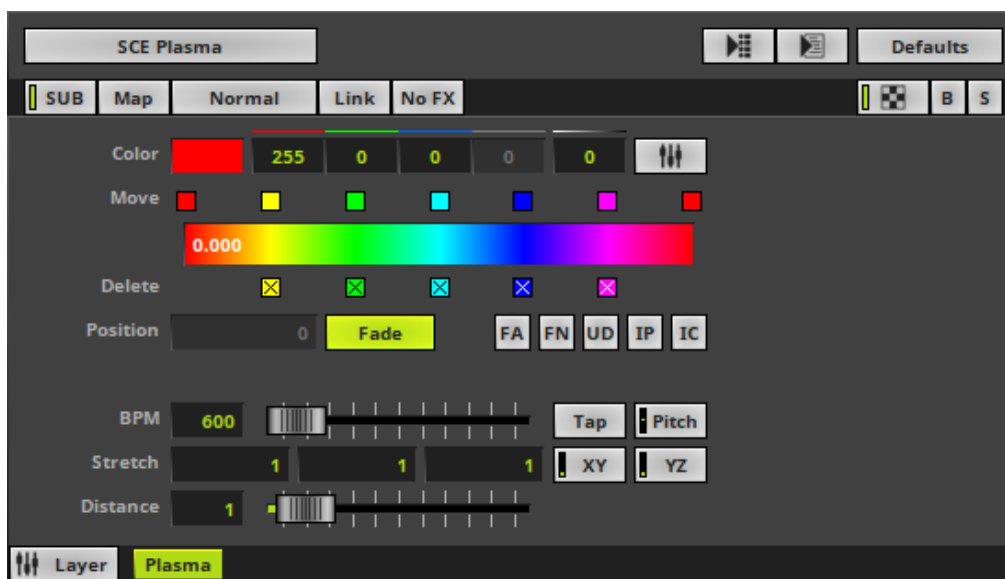 SCE Plasma Defaults
SUB Map Normal Link No FX B S
Color 255 0 0 0 0
Move
0.000
Delete
Position 0 Fade FA FN UD IP IC
BPM 600 Tap Pitch
Stretch 1 1 1 XY YZ
Distance 1
Layer Plasma